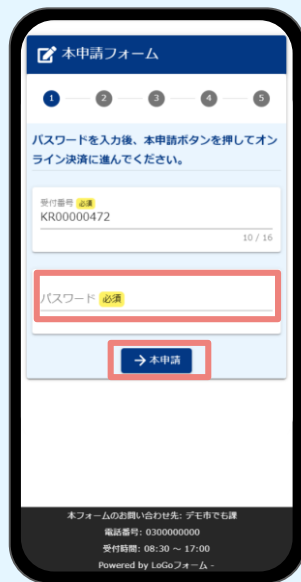 本申請フォーム
1 2 3 4 5
パスワードを入力後、本申請ボタンを押してオン
ライン決済に進んでください。
受付番号 必須
KR00000472
10 / 16
パスワード 必須
→ 本申請
本フォームのお問い合わせ先: デモ市でも課
電話番号: 0300000000
受付時間: 08:30 ～ 17:00
Powered by LoGoフォーム -